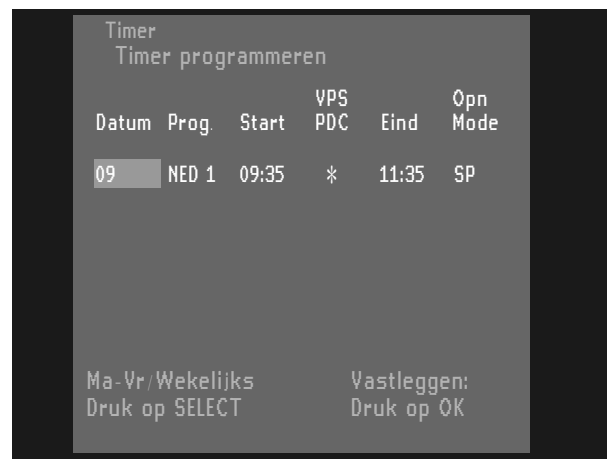 Timer
Timer programmeren
VPS Opn
Datum Prog. Start PDC Eind Mode
09 NED 1 09:35 * 11:35 SP
Ma-Vr/Wekelijks Vastleggen:
Druk op SELECT Druk op OK